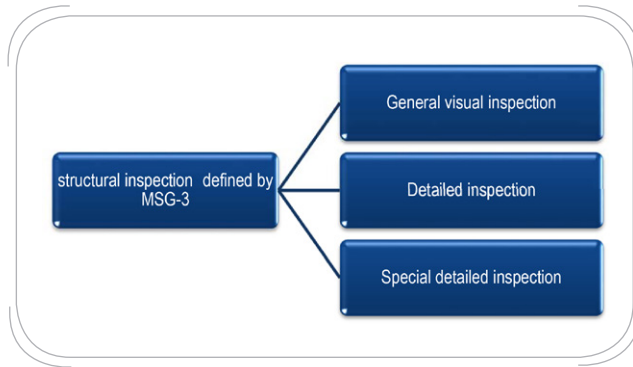 General visual inspection
structural inspection defined by
MSG-3
Detailed inspection
Special detailed inspection